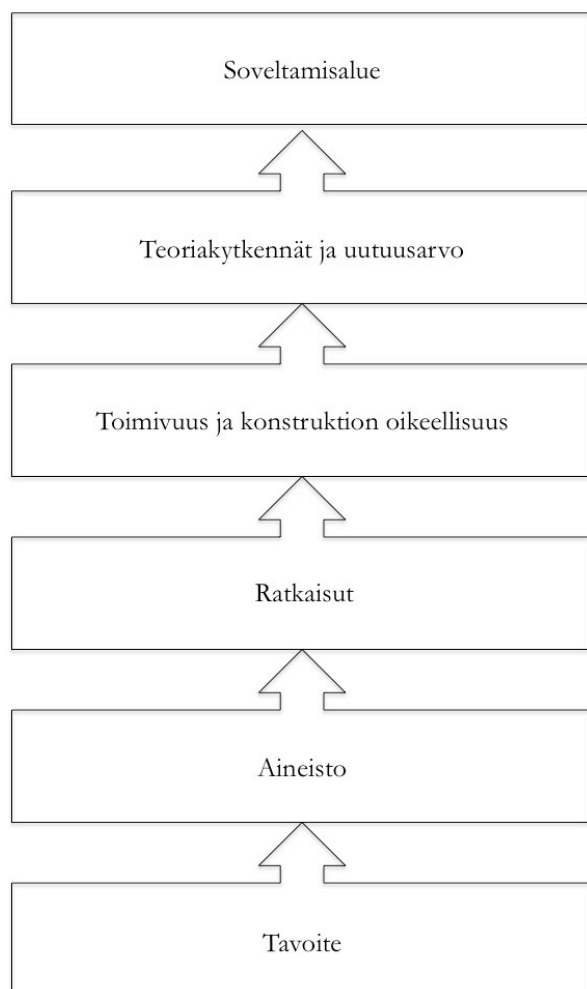 Soveltamisalue
Teoriakytkennät ja uutuusarvo
Toimivuus ja konstruktion oikeellisuus
Ratkaisut
Aineisto
Tavoite